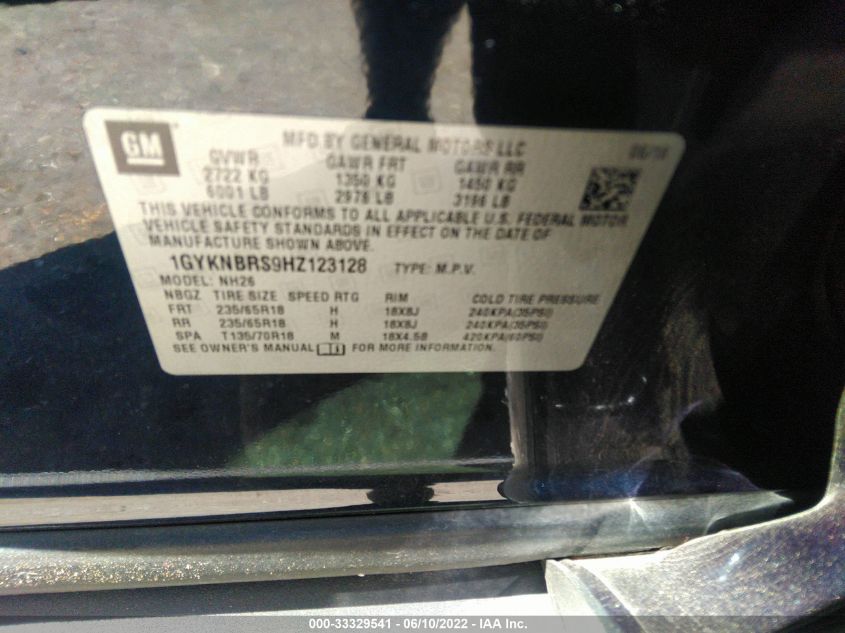 GM
MFD BY GENERAL MOTORS LLC
GVWR GAWR FRT GAWR RR
2722 KG 1350 KG 1450 KG
6001 LB 2976 LB 3196 LB
THIS VEHICLE CONFORMS TO ALL APPLICABLE U.S. FEDERAL MOTOR
VEHICLE SAFETY STANDARDS IN EFFECT ON THE DATE OF
MANUFACTURE SHOWN ABOVE.
1GYKNBRS9HZ123128 TYPE: M.P.V.
MODEL: NH26
NBGZ TIRE SIZE SPEED RTG RIM COLD TIRE PRESSURE
FRT 235/65R18 H 18X8J 240KPA(35PSI)
RR 235/65R18 H 18X8J 240KPA(35PSI)
SPA T135/70R18 M 18X4.5B 420KPA(60PSI)
SEE OWNER'S MANUAL FOR MORE INFORMATION.
000-33329541 - 06/10/2022 - IAA Inc.